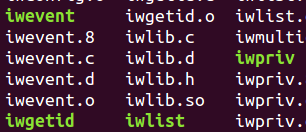 iwevent iwgetid.o iwlist.
iwevent.8 iwlib.c iwmulti
iwevent.c iwlib.d iwpriv
iwevent.d iwlib.h iwpriv.
iwevent.o iwlib.so iwpriv.
iwgetid iwlist iwpriv.